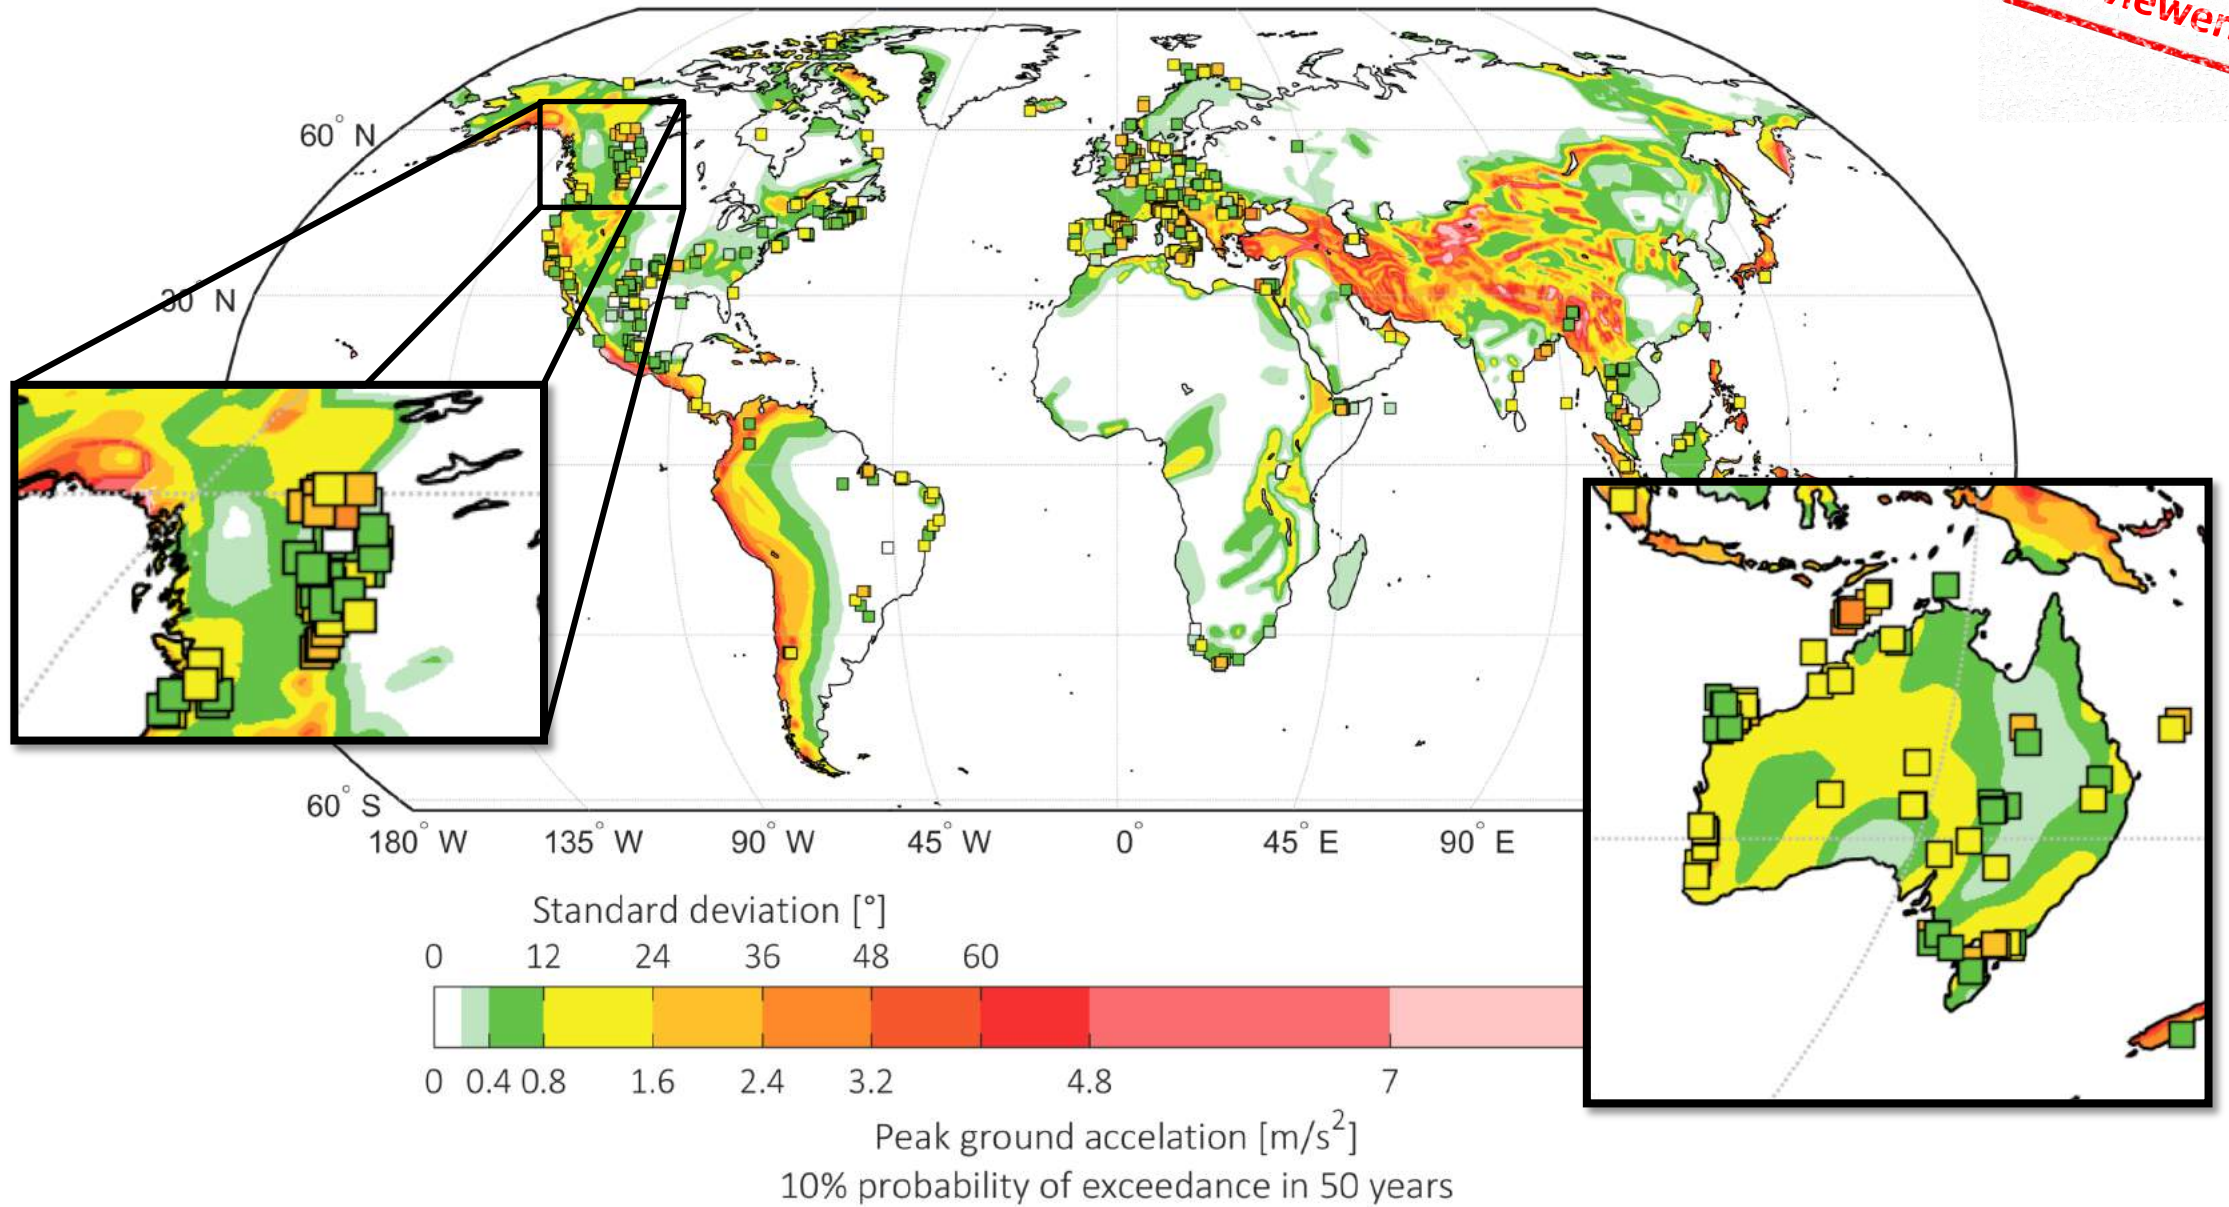 60° N
30 N
60° S
180° W 135° W 90° W 45° W 0° 45° E 90° E
Standard deviation [°]
0 12 24 36 48 60
0 0.4 0.8 1.6 2.4 3.2 4.8 7
Peak ground accelation [m/s²]
10% probability of exceedance in 50 years